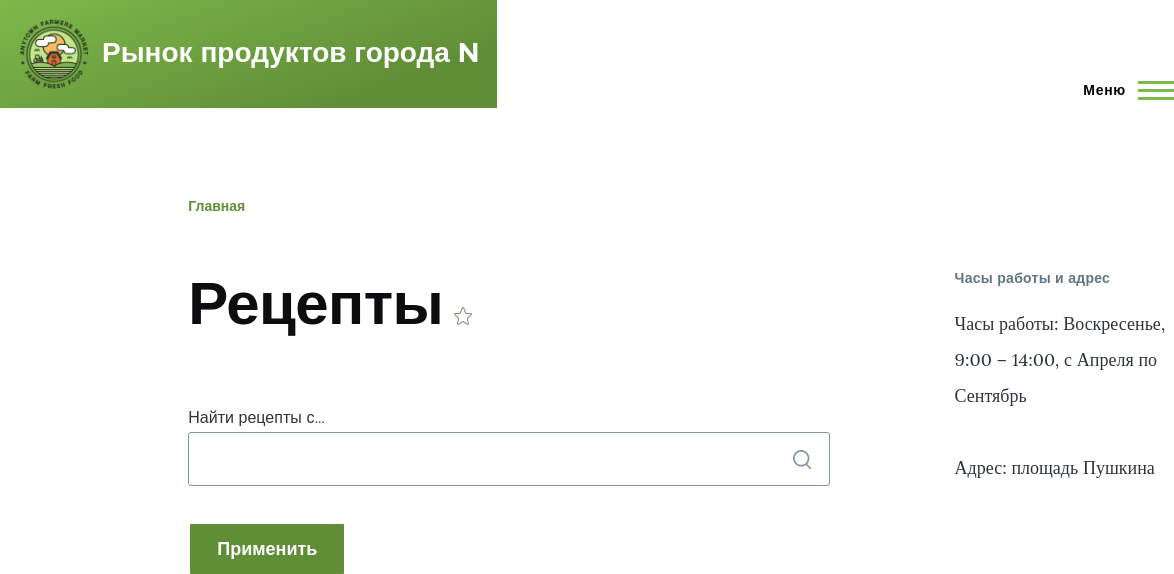 ANYTOWN FARMERS MARKET
FARM FRESH FOOD
Рынок продуктов города N
Меню
Главная
Рецепты
Найти рецепты с...
Применить
Часы работы и адрес
Часы работы: Воскресенье,
9:00 – 14:00, с Апреля по
Сентябрь
Адрес: площадь Пушкина